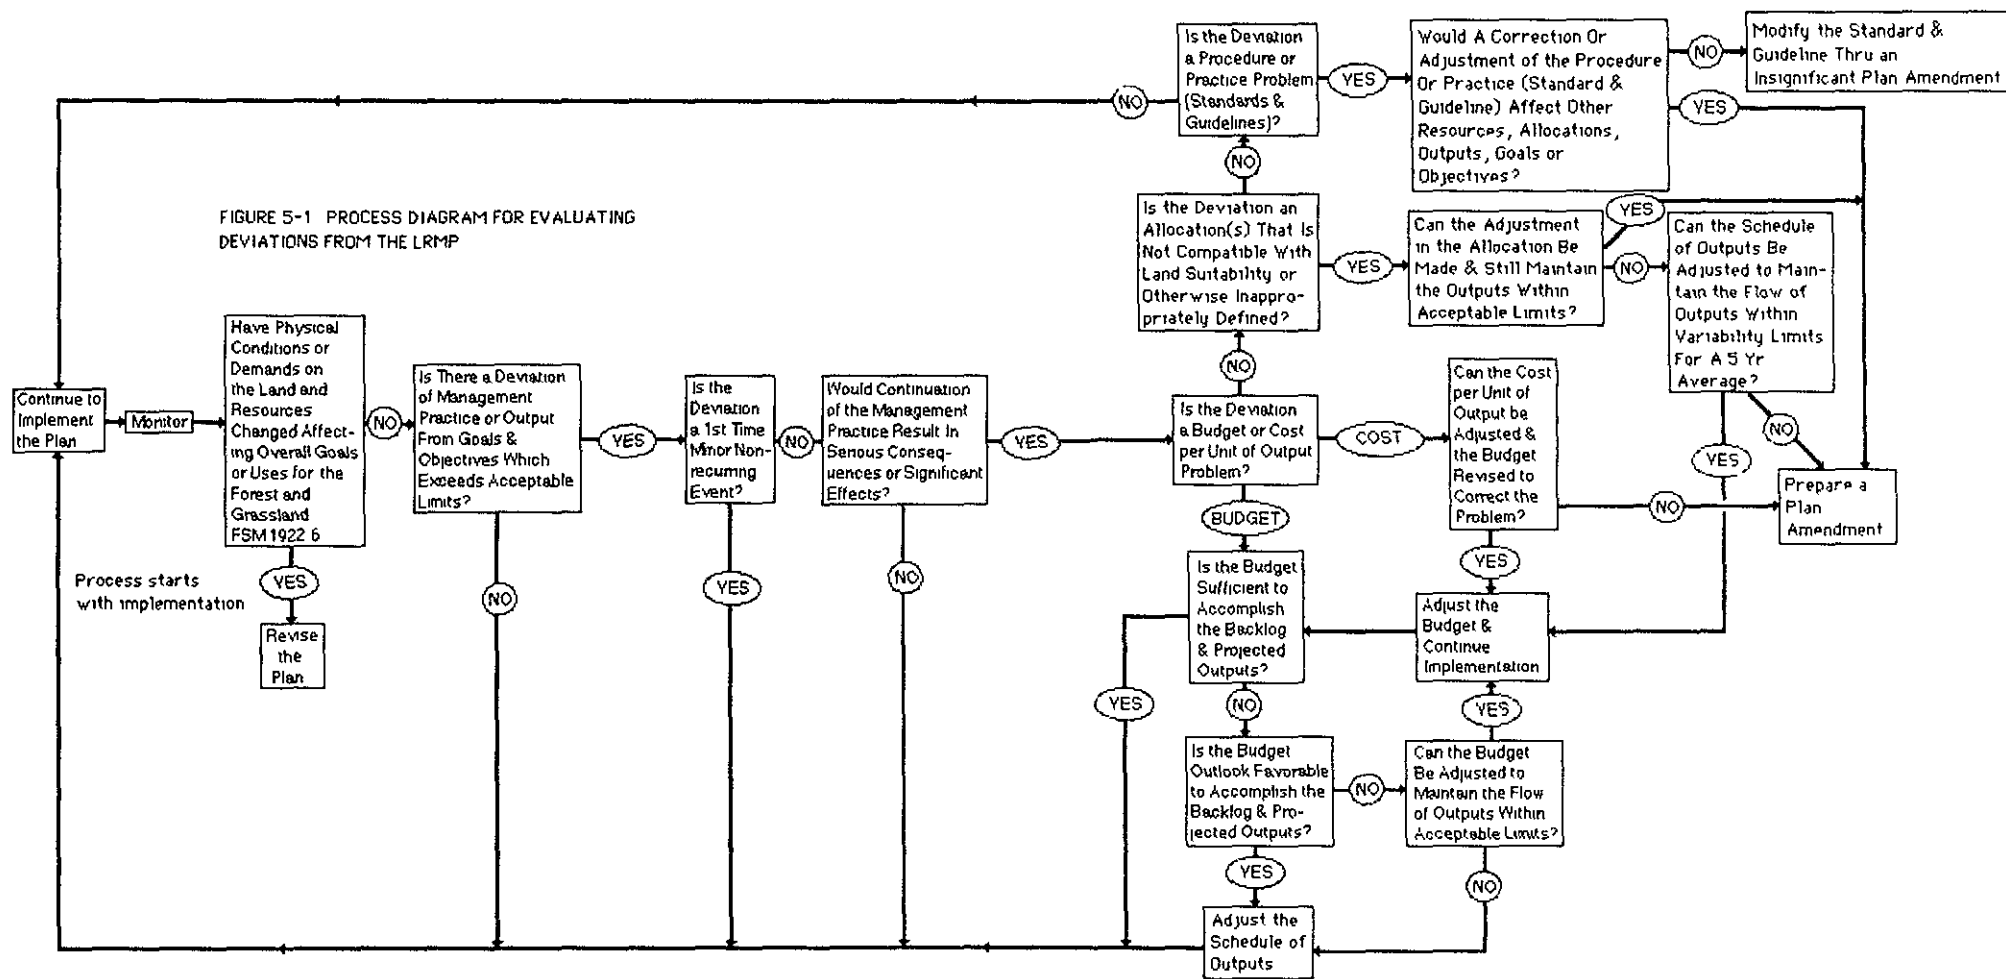 FIGURE 5-1 PROCESS DIAGRAM FOR EVALUATING
DEVIATIONS FROM THE LRMP
Continue to
Implement
the Plan
Monitor
Process starts
with implementation
Have Physical
Conditions or
Demands on
the Land and
Resources
Changed Affect-
ing Overall Goals
or Uses for the
Forest and
Grassland
FSM 1922 6
YES
Revise
the
Plan
NO
Is There a Deviation
of Management
Practice or Output
From Goals &
Objectives Which
Exceeds Acceptable
Limits?
NO
YES
Is the
Deviation
a 1st Time
Minor Non-
recurring
Event?
YES
NO
Would Continuation
of the Management
Practice Result In
Serious Conseq-
uences or Significant
Effects?
NO
YES
Is the Deviation
a Budget or Cost
per Unit of Output
Problem?
NO
Is the Deviation an
Allocation(s) That Is
Not Compatible With
Land Suitability or
Otherwise Inappro-
priately Defined?
NO
Is the Deviation
a Procedure or
Practice Problem
(Standards &
Guidelines)?
NO
YES
Would A Correction Or
Adjustment of the Procedure
Or Practice (Standard &
Guideline) Affect Other
Resources, Allocations,
Outputs, Goals or
Objectives?
NO
Modify the Standard &
Guideline Thru an
Insignificant Plan Amendment
YES
YES
Can the Adjustment
in the Allocation Be
Made & Still Maintain
the Outputs Within
Acceptable Limits?
YES
NO
Can the Schedule
of Outputs Be
Adjusted to Main-
tain the Flow of
Outputs Within
Variability Limits
For A 5 Yr
Average?
NO
YES
COST
Can the Cost
per Unit of
Output be
Adjusted &
the Budget
Revised to
Correct the
Problem?
NO
Prepare a
Plan
Amendment
YES
Adjust the
Budget &
Continue
Implementation
BUDGET
Is the Budget
Sufficient to
Accomplish
the Backlog
& Projected
Outputs?
YES
NO
Is the Budget
Outlook Favorable
to Accomplish the
Backlog & Pro-
jected Outputs?
NO
Can the Budget
Be Adjusted to
Maintain the Flow
of Outputs Within
Acceptable Limits?
YES
NO
YES
Adjust the
Schedule of
Outputs